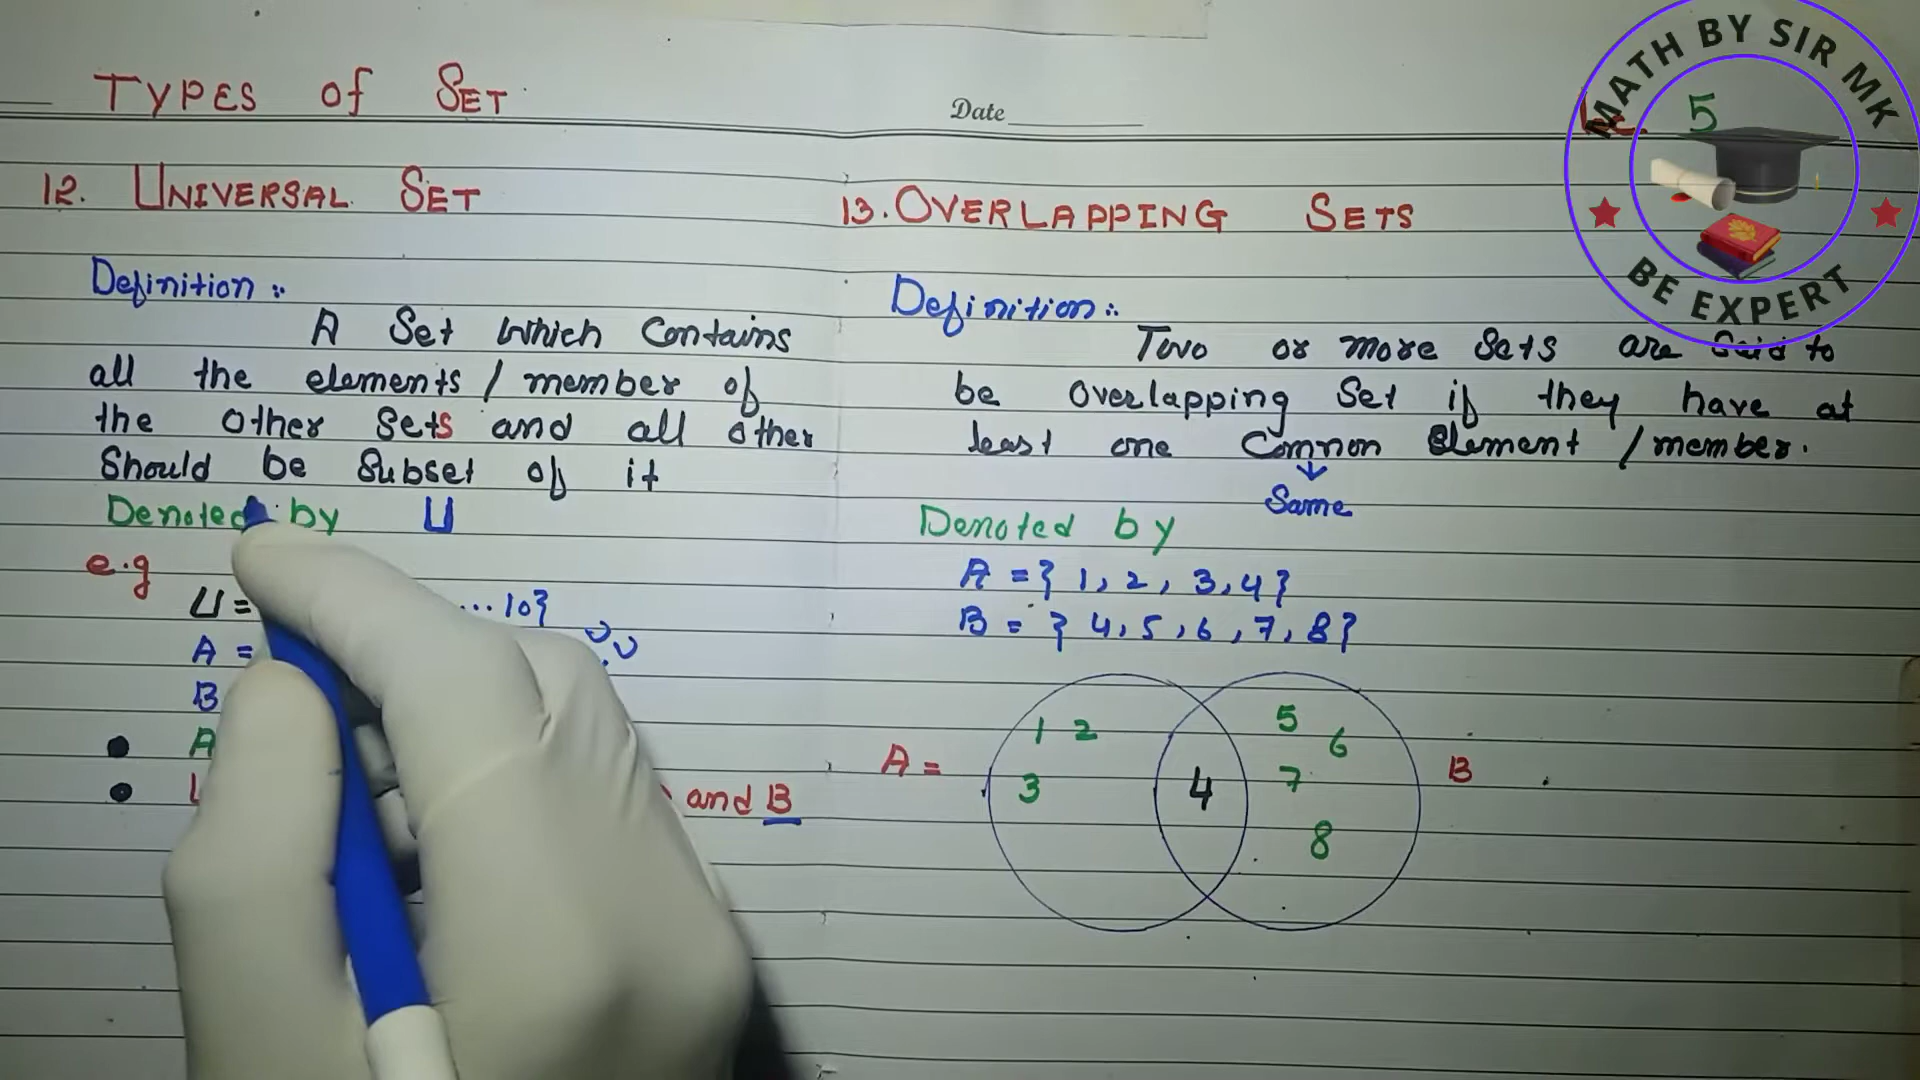 TYPES of SET
Date
5
MATH BY SIR MK
BE EXPERT
12. UNIVERSAL SET
Definition:
A Set which Contains
all the elements / member of
the other Sets and all other
Should be Subset of it
Denoted by U
e.g
U = ...10}
A =
B
A
and B
13. OVERLAPPING SETS
Definition:
Two or more Sets are Said to
be Overlapping Set if they have at
least one Common Element / member.
Same
Denoted by
A = { 1, 2, 3, 4 }
B = { 4, 5, 6, 7, 8 }
A = B
1 2
3
4
5
6
7
8